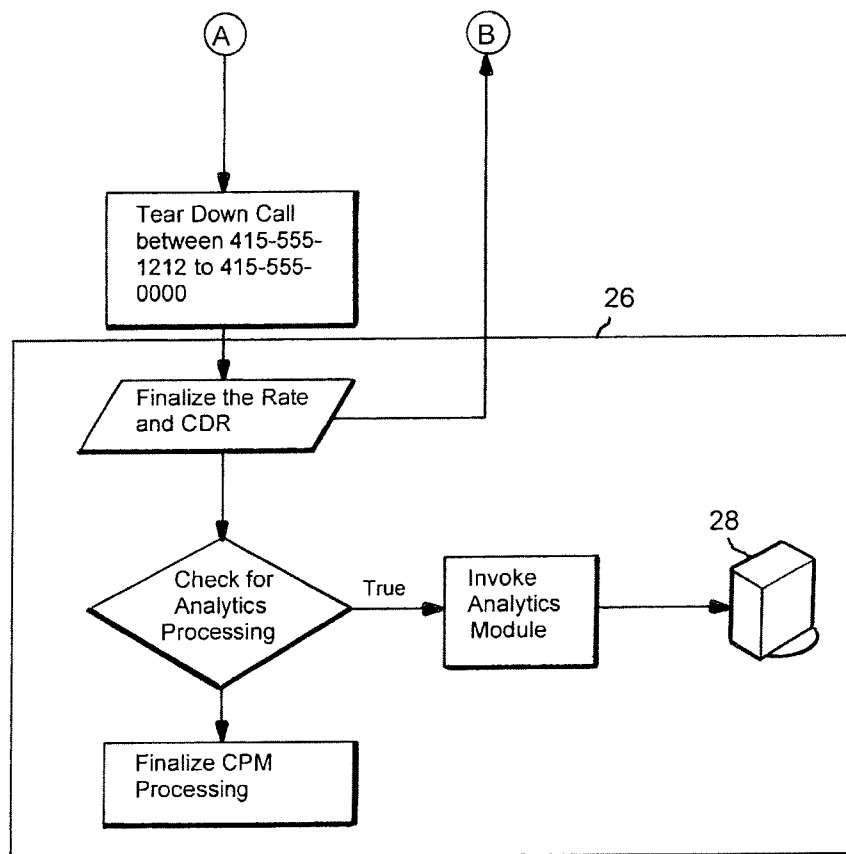 A
B
Tear Down Call
between 415-555-
1212 to 415-555-
0000
26
Finalize the Rate
and CDR
28
Check for
Analytics
Processing
True
Invoke
Analytics
Module
Finalize CPM
Processing